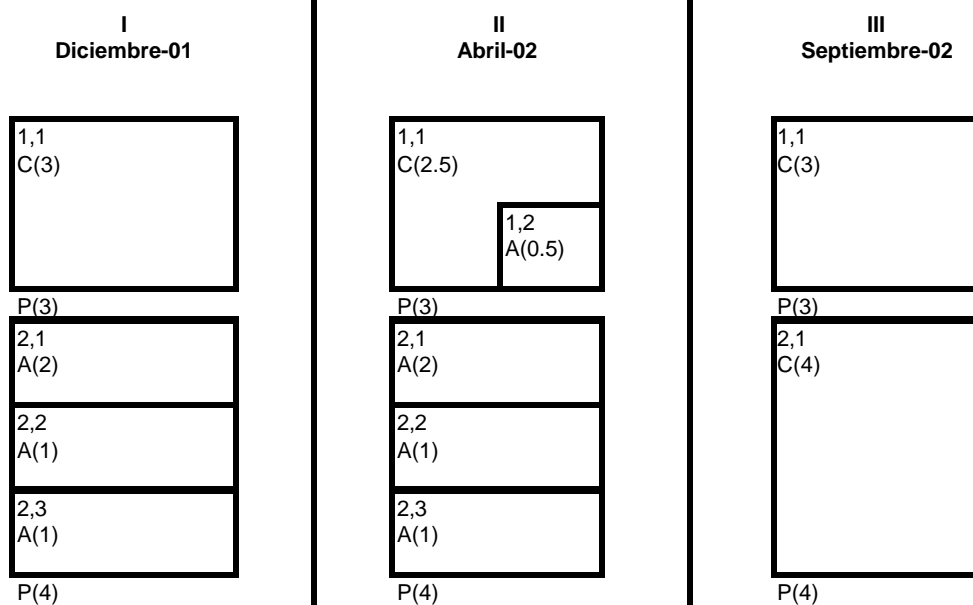 I
Diciembre-01
1,1
C(3)
P(3)
2,1
A(2)
2,2
A(1)
2,3
A(1)
P(4)
II
Abril-02
1,1
C(2.5)
1,2
A(0.5)
P(3)
2,1
A(2)
2,2
A(1)
2,3
A(1)
P(4)
III
Septiembre-02
1,1
C(3)
P(3)
2,1
C(4)
P(4)